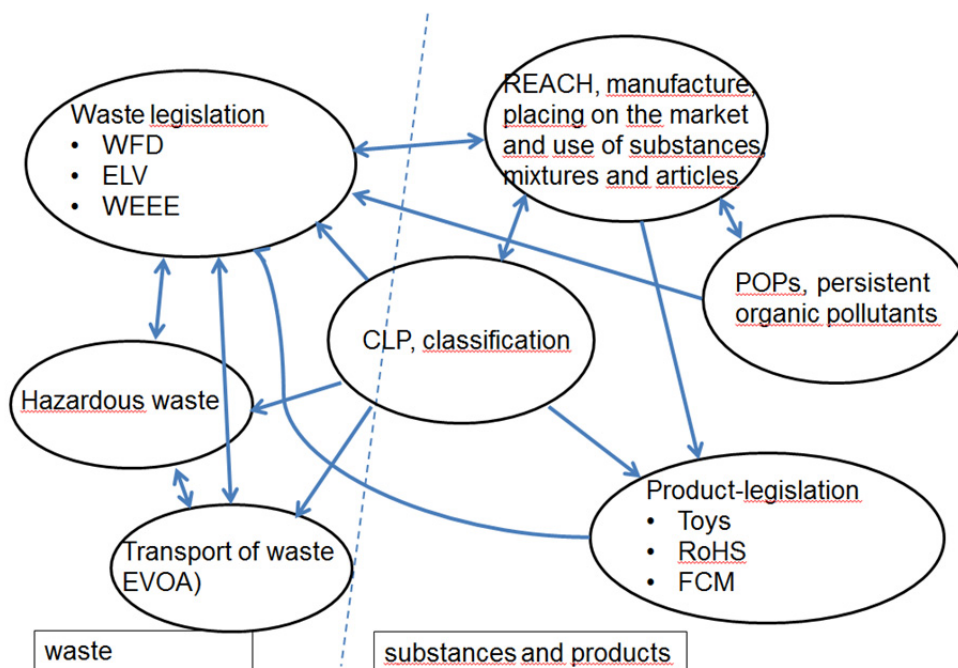 Waste legislation
• WFD
• ELV
• WEEE
REACH, manufacture,
placing on the market
and use of substances,
mixtures and articles
POPs, persistent
organic pollutants
CLP, classification
Hazardous waste
Transport of waste
EVOA)
Product-legislation
• Toys
• RoHS
• FCM
waste
substances and products